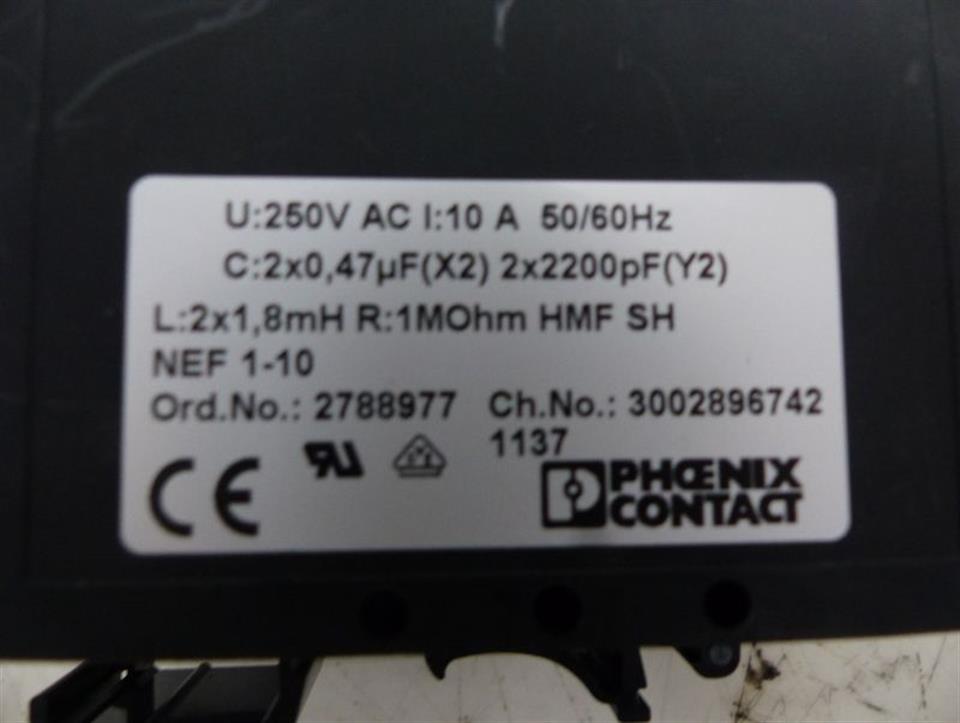 U:250V AC I:10 A 50/60Hz
C:2x0,47µF(X2) 2x2200pF(Y2)
L:2x1,8mH R:1MOhm HMF SH
NEF 1-10
Ord.No.: 2788977 Ch.No.: 3002896742
1137
CE
PHŒNIX
CONTACT